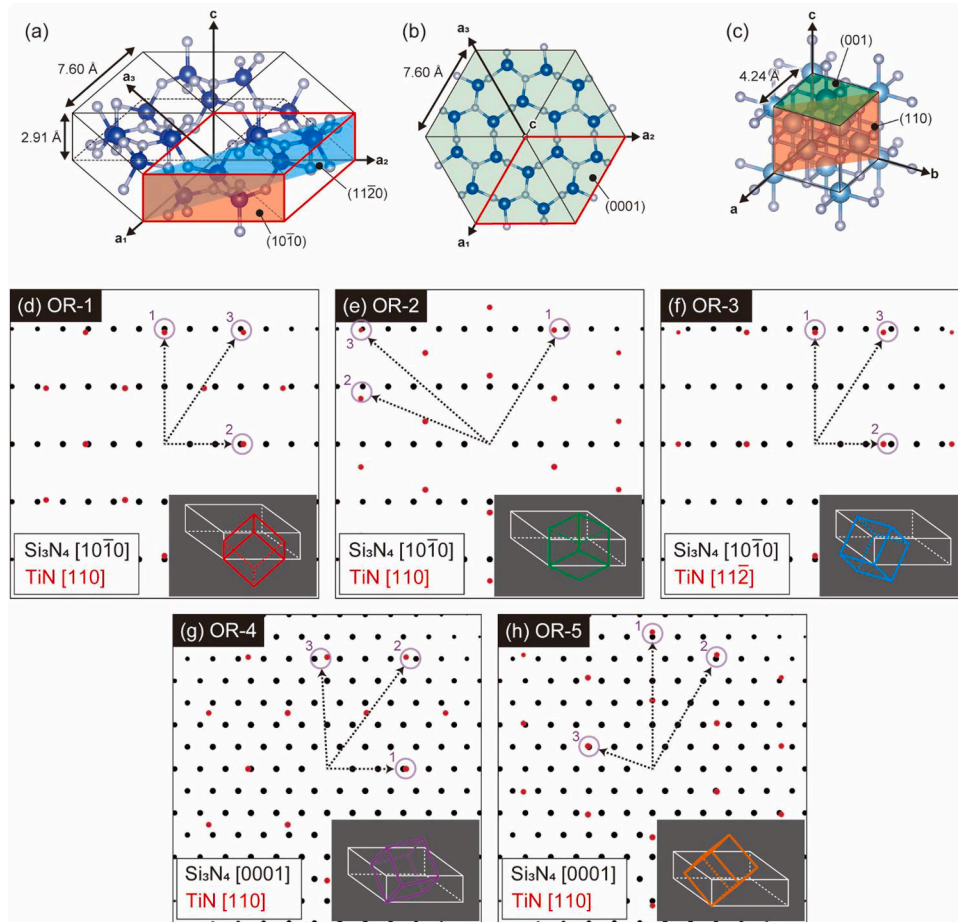 (a)
c
7.60 Å
a₃
2.91 Å
a₂
(112̄0)
(101̄0)
a₁
(b)
a₃
7.60 Å
c
a₂
(0001)
a₁
(c)
c
(001)
4.24 Å
(110)
b
a
(d) OR-1
1
3
2
Si₃N₄ [101̄0]
TiN [110]
(e) OR-2
1
3
2
Si₃N₄ [101̄0]
TiN [110]
(f) OR-3
1
3
2
Si₃N₄ [101̄0]
TiN [112̄]
(g) OR-4
3
2
1
Si₃N₄ [0001]
TiN [110]
(h) OR-5
1
2
3
Si₃N₄ [0001]
TiN [110]